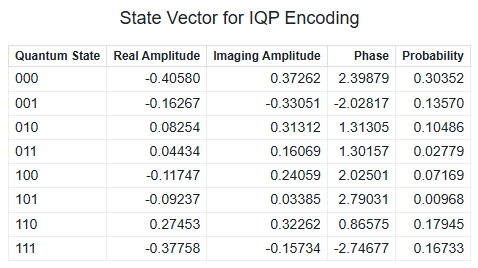 State Vector for IQP Encoding
Quantum State Real Amplitude Imaging Amplitude Phase Probability
000 -0.40580 0.37262 2.39879 0.30352
001 -0.16267 -0.33051 -2.02817 0.13570
010 0.08254 0.31312 1.31305 0.10486
011 0.04434 0.16069 1.30157 0.02779
100 -0.11747 0.24059 2.02501 0.07169
101 -0.09237 0.03385 2.79031 0.00968
110 0.27453 0.32262 0.86575 0.17945
111 -0.37758 -0.15734 -2.74677 0.16733